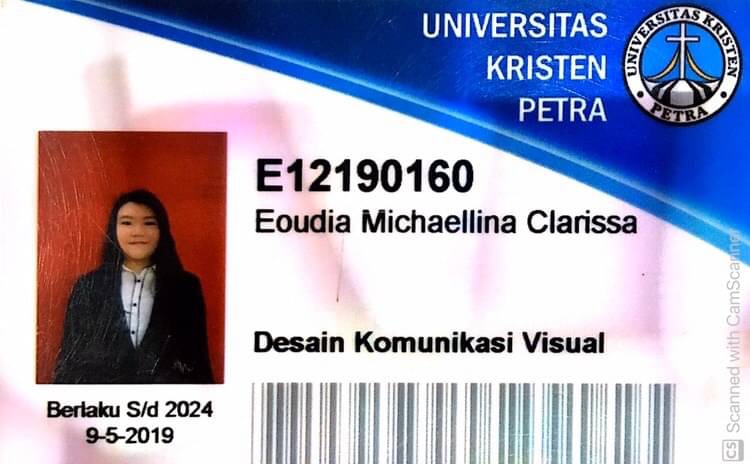 UNIVERSITAS
KRISTEN
PETRA
UNIVERSITAS KRISTEN
PETRA
E12190160
Eoudia Michaellina Clarissa
Desain Komunikasi Visual
Berlaku S/d 2024
9-5-2019
CS Scanned with CamScanner